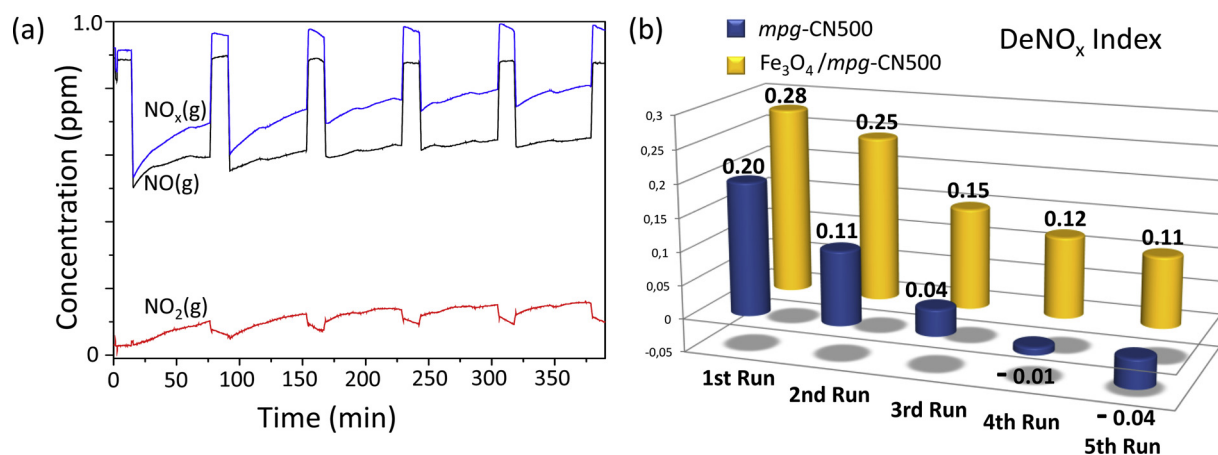 (a)
1.0
0
Concentration (ppm)
NOₓ(g)
NO(g)
NO₂(g)
0 50 100 150 200 250 300 350
Time (min)
(b)
mpg-CN500
Fe₃O₄/mpg-CN500
DeNOₓ Index
0,3
0,25
0,2
0,15
0,1
0,05
0
-0,05
0.28
0.25
0.15
0.12
0.11
0.20
0.11
0.04
- 0.01
- 0.04
1st Run
2nd Run
3rd Run
4th Run
5th Run